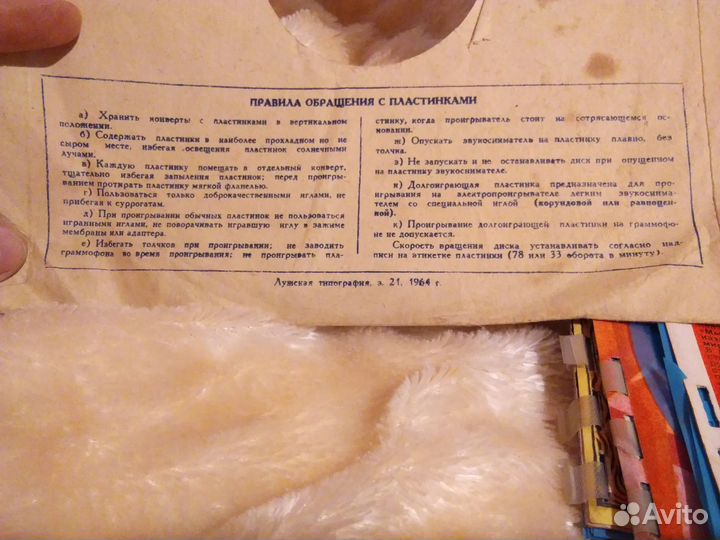 ПРАВИЛА ОБРАЩЕНИЯ С ПЛАСТИНКАМИ
а) Хранить конверты с пластинками в вертикальном
положении.
б) Содержать пластинки в наиболее прохладном но не
сыром месте, избегая освещения пластинок солнечными
лучами.
в) Каждую пластинку помещать в отдельный конверт,
тщательно избегая запыления пластинок; перед проигры-
ванием протирать пластинку мягкой фланелью.
г) Пользоваться только доброкачественными иглами, не
прибегая к суррогатам.
д) При проигрывании обычных пластинок не пользоваться
игранными иглами, не поворачивать игравшую иглу в зажиме
мембраны или адаптера.
е) Избегать толчков при проигрывании; не заводить
граммофона во время проигрывания; не проигрывать пла-
стинку, когда проигрыватель стоит на сотрясающемся ос-
новании.
ж) Опускать звукосниматель на пластинку плавно, без
толчка.
з) Не запускать и не останавливать диск при опущенном
на пластинку звукоснимателе.
и) Долгоиграющая пластинка предназначена для про-
игрывания на электропроигрывателе легким звукоснима-
телем со специальной иглой (корундовой или равноцен-
ной).
к) Проигрывание долгоиграющей пластинки на граммофо-
не не допускается.
Скорость вращения диска устанавливать согласно над-
писи на этикетке пластинки (78 или 33 оборота в минуту).
Лужская типография, з. 21, 1964 г.
Avito